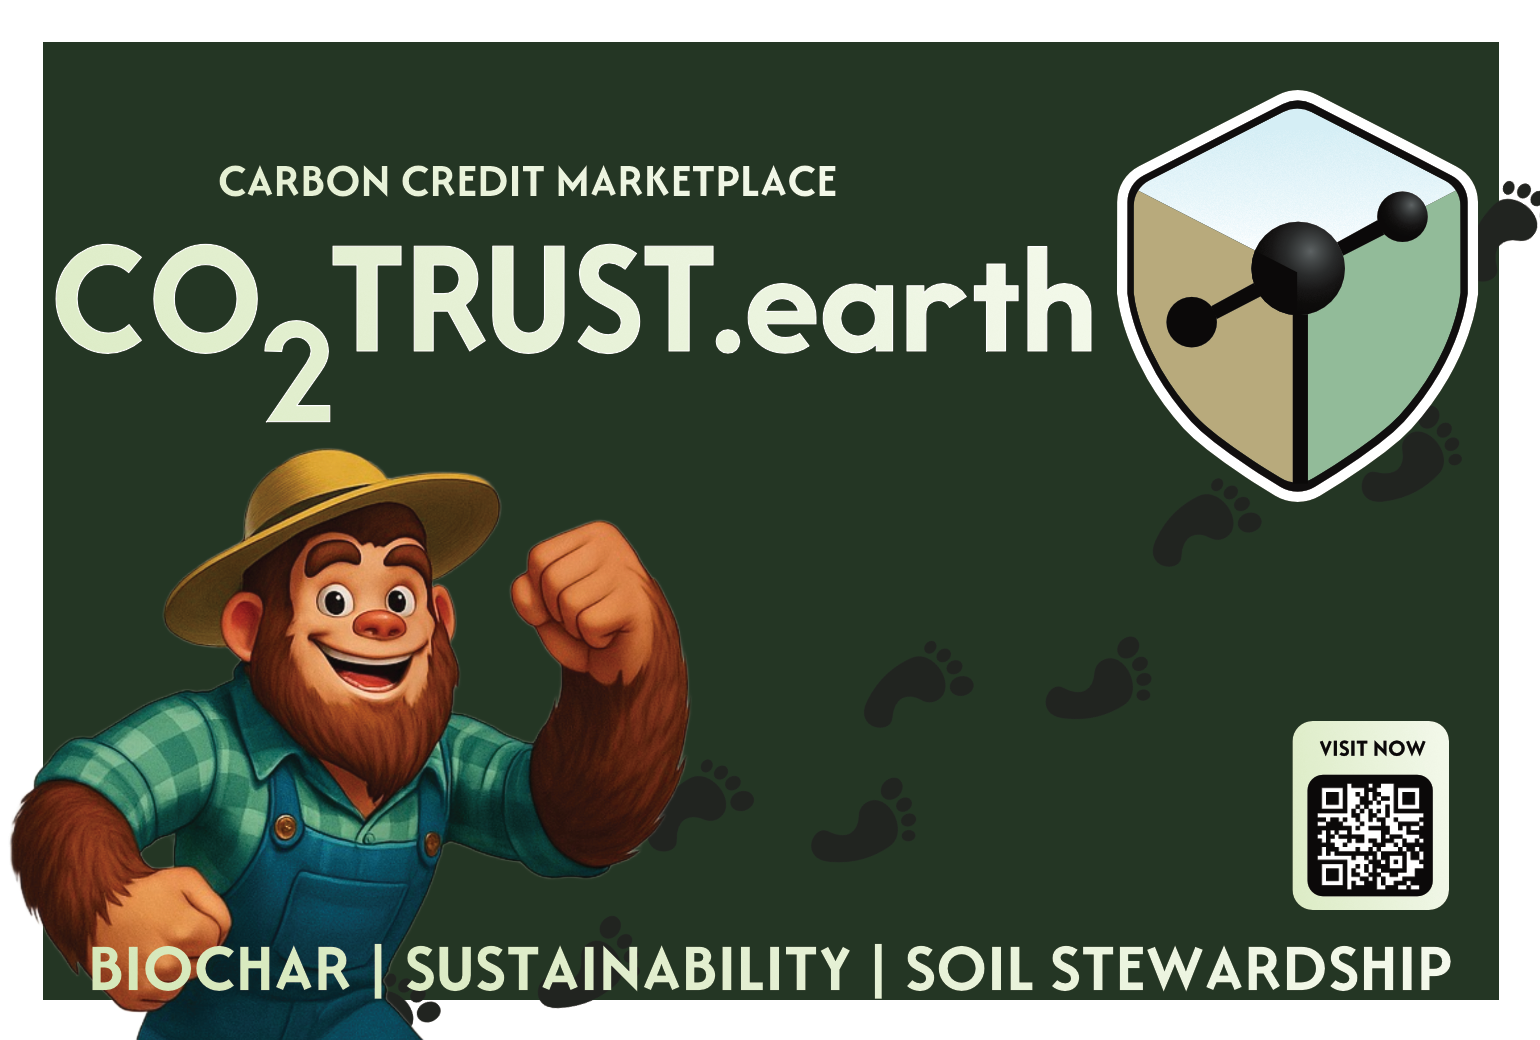 CARBON CREDIT MARKETPLACE
CO2TRUST.earth
VISIT NOW
BIOCHAR | SUSTAINABILITY | SOIL STEWARDSHIP